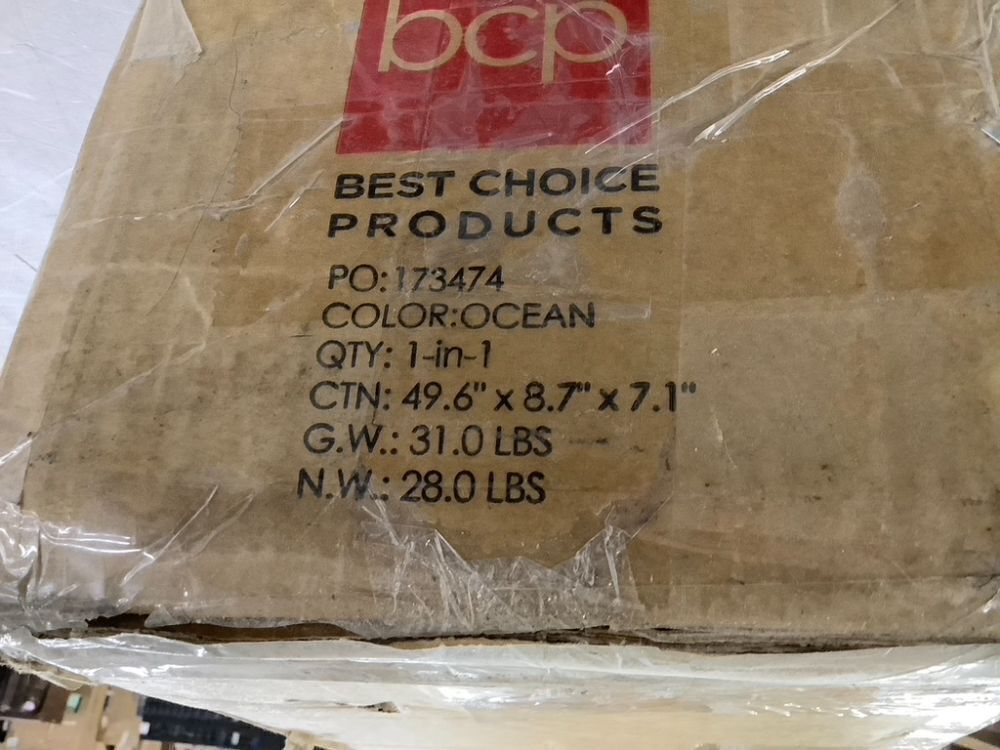 bcp
BEST CHOICE
PRODUCTS
PO: 173474
COLOR:OCEAN
QTY: 1-in-1
CTN: 49.6" x 8.7" x 7.1"
G.W.: 31.0 LBS
N.W.: 28.0 LBS